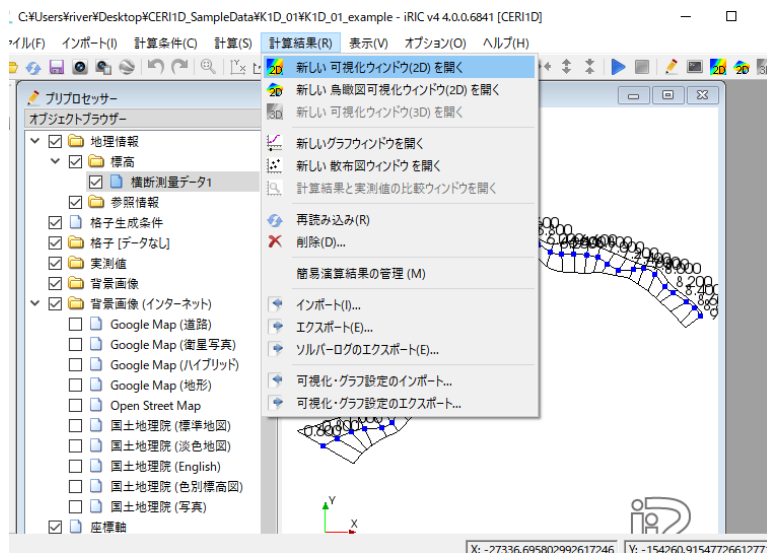 C:¥Users¥river¥Desktop¥CERI1D_SampleData¥K1D_01¥K1D_01_example - iRIC v4 4.0.0.6841 [CERI1D]
イル(F) インポート(I) 計算条件(C) 計算(S) 計算結果(R) 表示(V) オプション(O) ヘルプ(H)
プリプロセッサー
オブジェクトブラウザー
地理情報
標高
横断測量データ1
参照情報
格子生成条件
格子 [データなし]
実測値
背景画像
背景画像 (インターネット)
Google Map (道路)
Google Map (衛星写真)
Google Map (ハイブリッド)
Google Map (地形)
Open Street Map
国土地理院 (標準地図)
国土地理院 (淡色地図)
国土地理院 (English)
国土地理院 (色別標高図)
国土地理院 (写真)
座標軸
2D 新しい 可視化ウィンドウ(2D) を開く
2D 新しい 鳥瞰図可視化ウィンドウ(2D) を開く
3D 新しい 可視化ウィンドウ(3D) を開く
新しいグラフウィンドウを開く
新しい 散布図ウィンドウ を開く
計算結果と実測値の比較ウィンドウを開く
再読み込み(R)
削除(D)...
簡易演算結果の管理 (M)
インポート(I)...
エクスポート(E)...
ソルバーログのエクスポート(E)...
可視化・グラフ設定のインポート...
可視化・グラフ設定のエクスポート...
Y
X
X: -27336.695802992617246 Y: -154260.9154772661277